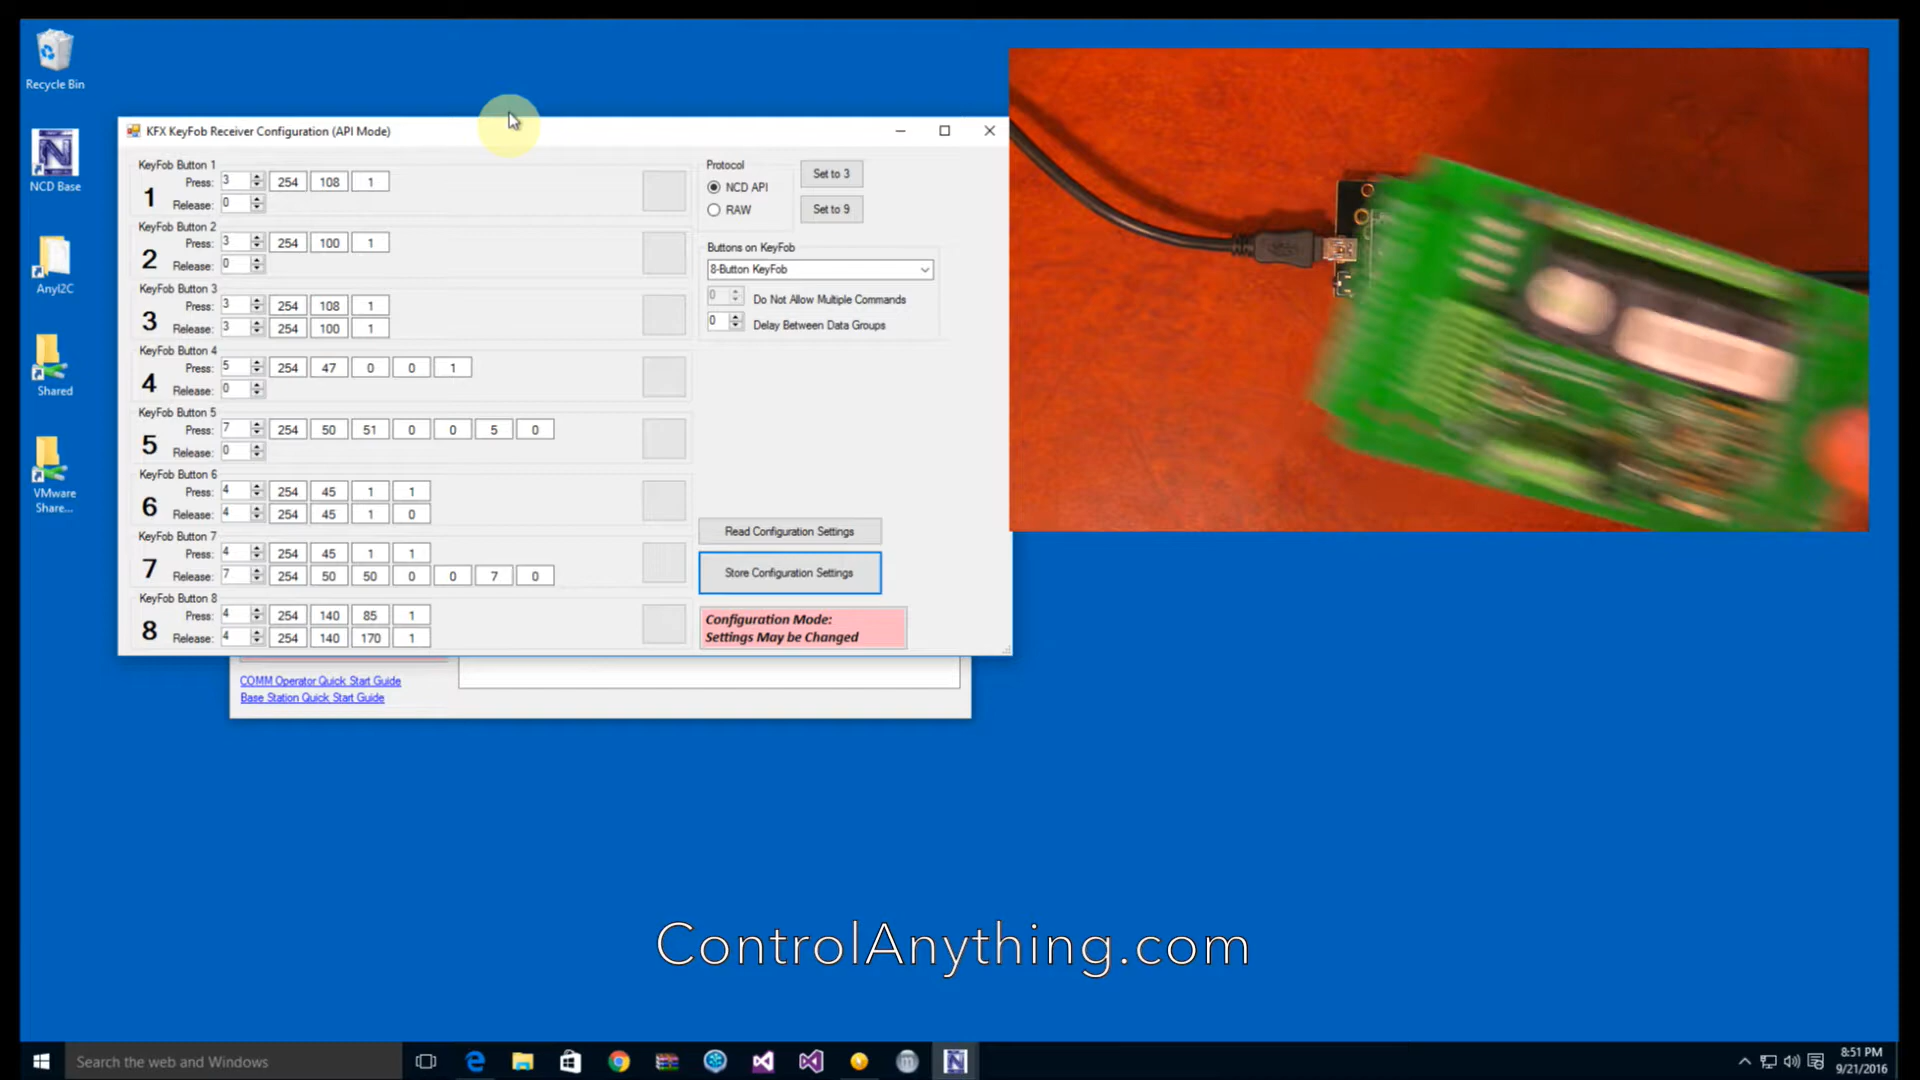 Recycle Bin
NCD Base
AnyI2C
Shared
VMware
Share...
KFX KeyFob Receiver Configuration (API Mode)
KeyFob Button 1
1
Press: 3 254 108 1
Release: 0
KeyFob Button 2
2
Press: 3 254 100 1
Release: 0
KeyFob Button 3
3
Press: 3 254 108 1
Release: 3 254 100 1
KeyFob Button 4
4
Press: 5 254 47 0 0 1
Release: 0
KeyFob Button 5
5
Press: 7 254 50 51 0 0 5 0
Release: 0
KeyFob Button 6
6
Press: 4 254 45 1 1
Release: 4 254 45 1 0
KeyFob Button 7
7
Press: 4 254 45 1 1
Release: 7 254 50 50 0 0 7 0
KeyFob Button 8
8
Press: 4 254 140 85 1
Release: 4 254 140 170 1
Protocol
NCD API
RAW
Set to 3
Set to 9
Buttons on KeyFob
8-Button KeyFob
0 Do Not Allow Multiple Commands
0 Delay Between Data Groups
Read Configuration Settings
Store Configuration Settings
Configuration Mode:
Settings May be Changed
COMM Operator Quick Start Guide
Base Station Quick Start Guide
ControlAnything.com
Search the web and Windows
8:51 PM
9/21/2016